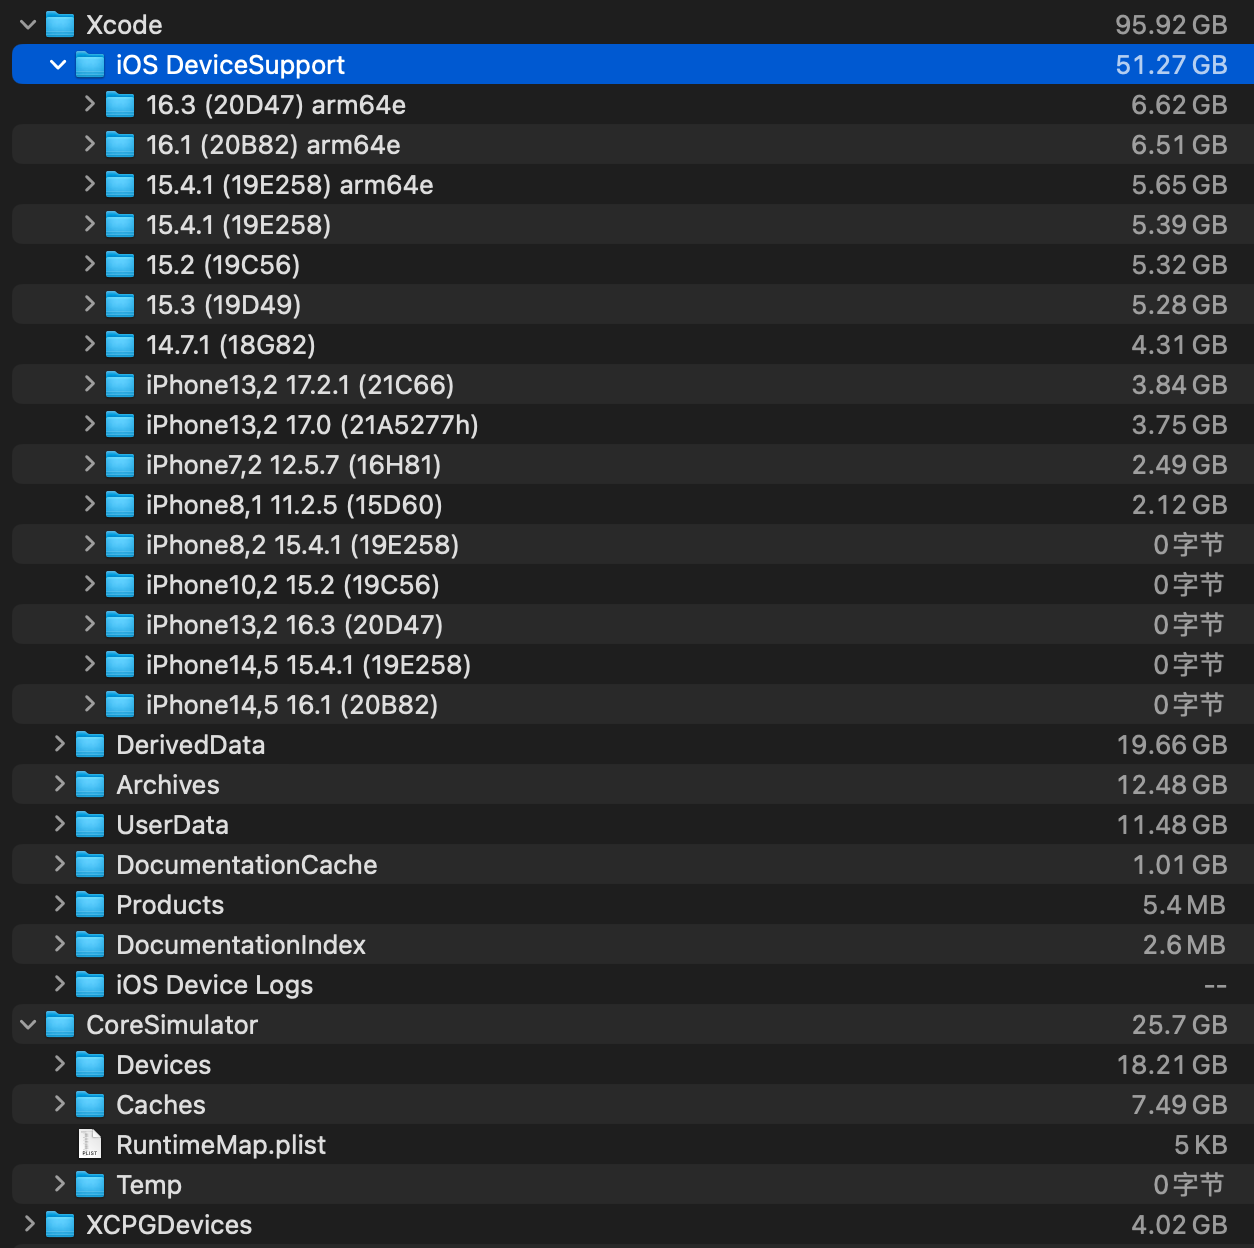 Xcode 95.92 GB
iOS DeviceSupport 51.27 GB
16.3 (20D47) arm64e 6.62 GB
16.1 (20B82) arm64e 6.51 GB
15.4.1 (19E258) arm64e 5.65 GB
15.4.1 (19E258) 5.39 GB
15.2 (19C56) 5.32 GB
15.3 (19D49) 5.28 GB
14.7.1 (18G82) 4.31 GB
iPhone13,2 17.2.1 (21C66) 3.84 GB
iPhone13,2 17.0 (21A5277h) 3.75 GB
iPhone7,2 12.5.7 (16H81) 2.49 GB
iPhone8,1 11.2.5 (15D60) 2.12 GB
iPhone8,2 15.4.1 (19E258) 0 字节
iPhone10,2 15.2 (19C56) 0 字节
iPhone13,2 16.3 (20D47) 0 字节
iPhone14,5 15.4.1 (19E258) 0 字节
iPhone14,5 16.1 (20B82) 0 字节
DerivedData 19.66 GB
Archives 12.48 GB
UserData 11.48 GB
DocumentationCache 1.01 GB
Products 5.4 MB
DocumentationIndex 2.6 MB
iOS Device Logs --
CoreSimulator 25.7 GB
Devices 18.21 GB
Caches 7.49 GB
PLIST RuntimeMap.plist 5 KB
Temp 0 字节
XCPGDevices 4.02 GB